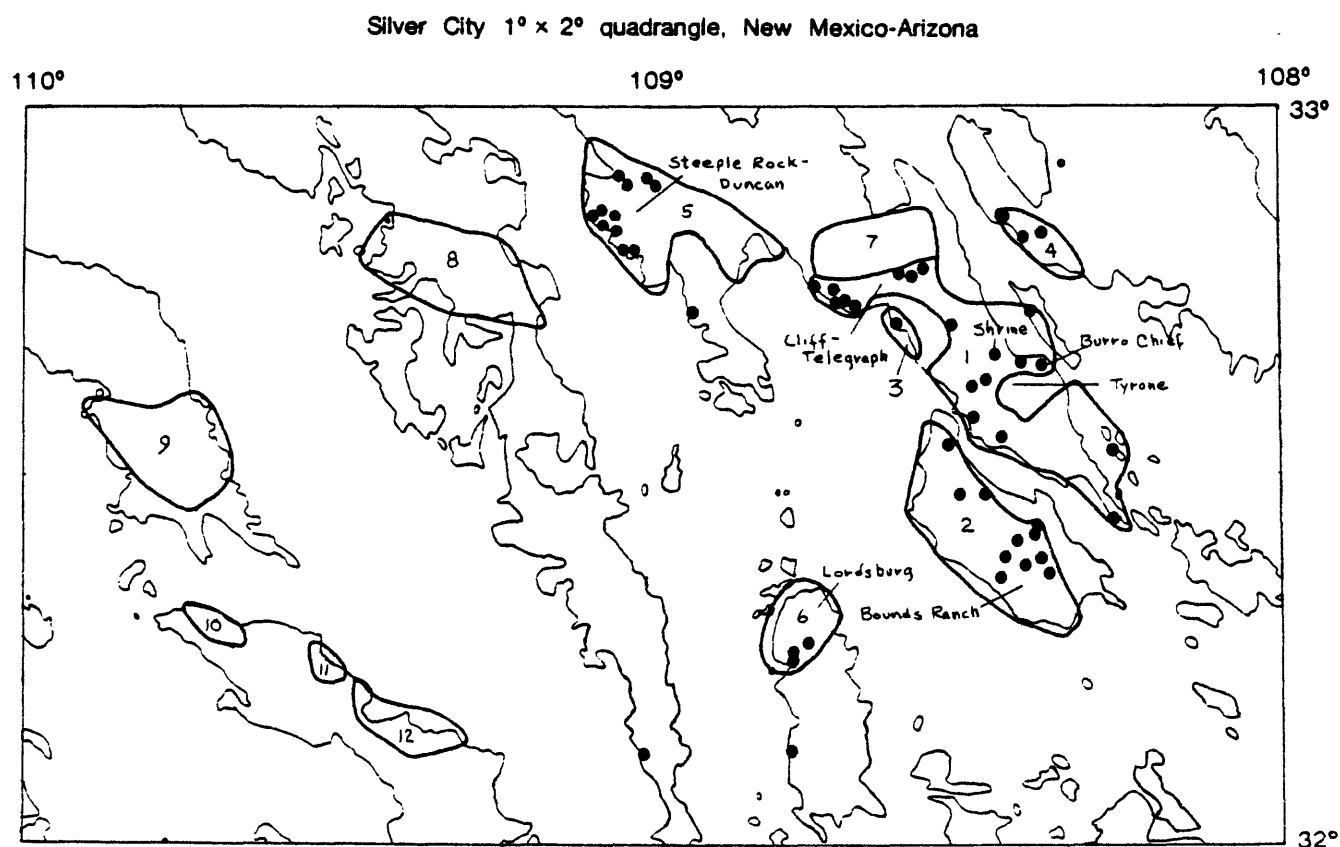 Silver City 1° × 2° quadrangle, New Mexico-Arizona
110°
109°
108°
33°
Steeple Rock-
Duncan
5
7
4
8
Cliff-
Telegraph
3
Shrine
1
Burro Chief
Tyrone
9
2
Lordsburg
6
Bounds Ranch
10
11
12
32°